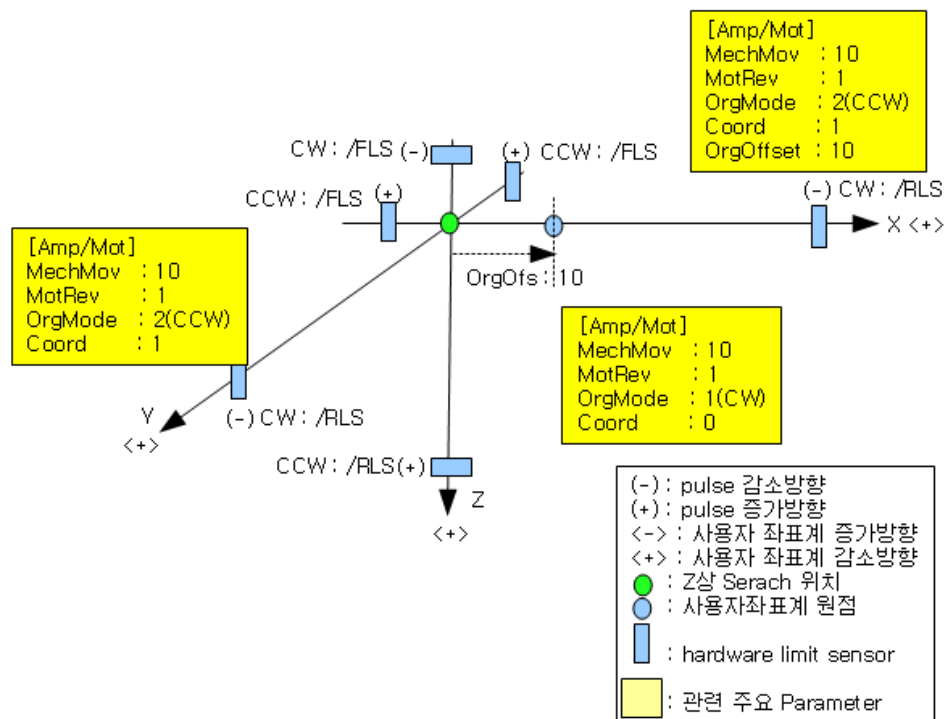 [Amp/Mot]
MechMov : 10
MotRev : 1
OrgMode : 2(CCW)
Coord : 1
OrgOffset : 10
CW : /FLS (-)
(+) CCW : /FLS
CCW : /FLS (+)
(-) CW : /RLS
X <+>
OrgOfs : 10
[Amp/Mot]
MechMov : 10
MotRev : 1
OrgMode : 2(CCW)
Coord : 1
[Amp/Mot]
MechMov : 10
MotRev : 1
OrgMode : 1(CW)
Coord : 0
Y
<+>
(-) CW : /RLS
CCW : /RLS(+)
Z
<+>
(-) : pulse 감소방향
(+) : pulse 증가방향
<-> : 사용자 좌표계 증가방향
<+> : 사용자 좌표계 감소방향
: Z상 Serach 위치
: 사용자좌표계 원점
: hardware limit sensor
: 관련 주요 Parameter